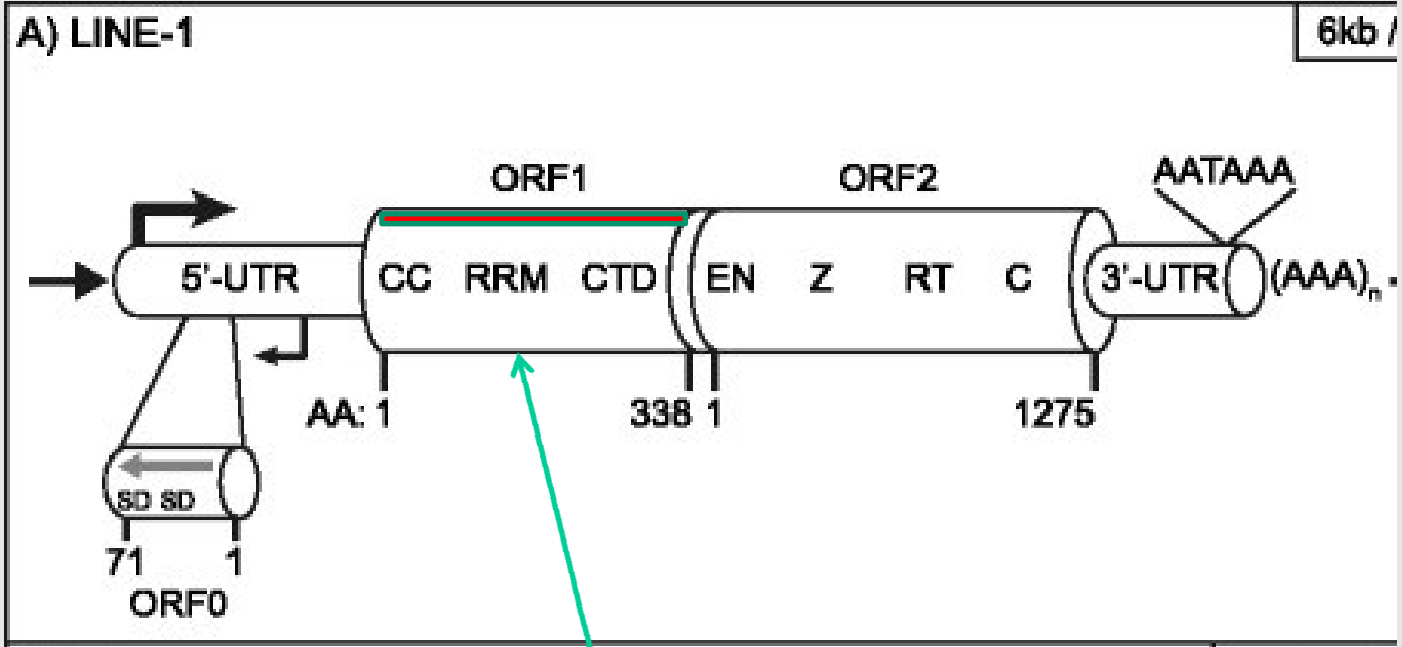 A) LINE-1
6kb /
ORF1
ORF2
AATAAA
5'-UTR
CC RRM CTD
EN Z RT C
3'-UTR
(AAA)n
AA: 1
338 1
1275
SD SD
71 1
ORF0